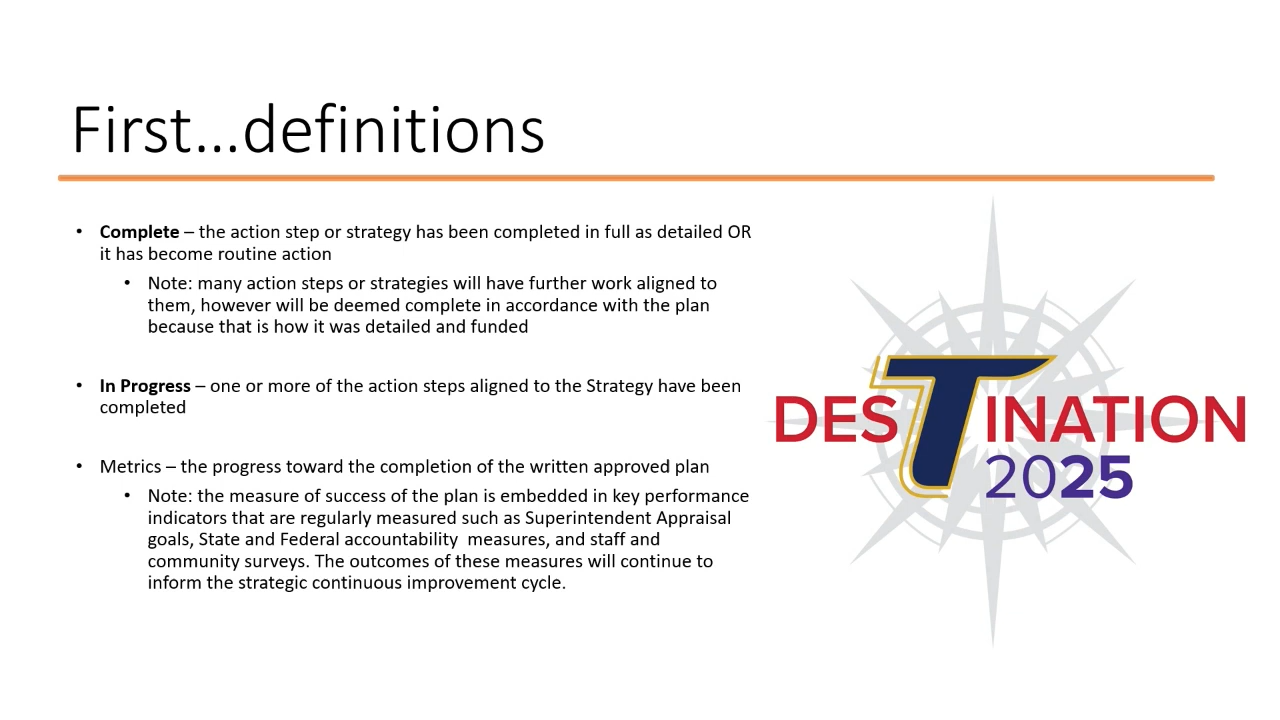 First…definitions
• Complete – the action step or strategy has been completed in full as detailed OR
it has become routine action
• Note: many action steps or strategies will have further work aligned to
them, however will be deemed complete in accordance with the plan
because that is how it was detailed and funded
• In Progress – one or more of the action steps aligned to the Strategy have been
completed
• Metrics – the progress toward the completion of the written approved plan
• Note: the measure of success of the plan is embedded in key performance
indicators that are regularly measured such as Superintendent Appraisal
goals, State and Federal accountability  measures, and staff and
community surveys. The outcomes of these measures will continue to
inform the strategic continuous improvement cycle.
DESTINATION
2025